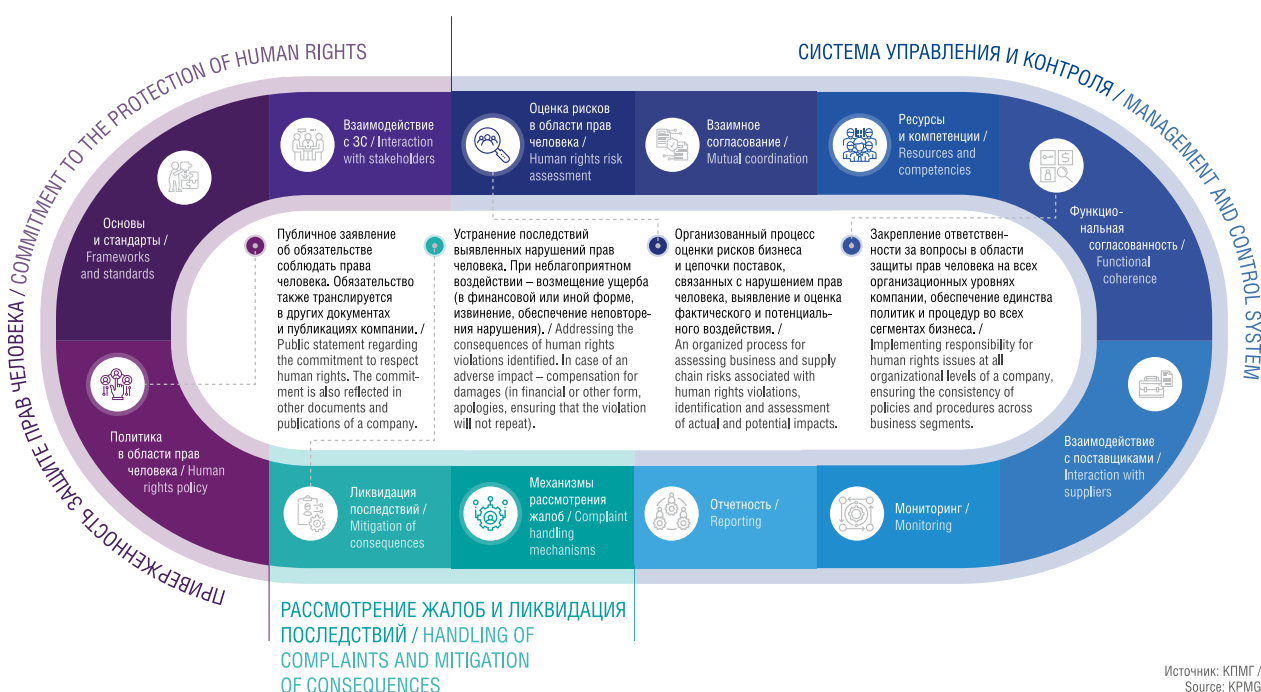 ПРИВЕРЖЕННОСТЬ ЗАЩИТЕ ПРАВ ЧЕЛОВЕКА / COMMITMENT TO THE PROTECTION OF HUMAN RIGHTS
СИСТЕМА УПРАВЛЕНИЯ И КОНТРОЛЯ / MANAGEMENT AND CONTROL SYSTEM
Основы
и стандарты /
Frameworks
and standards
Взаимодействие
с ЗС / Interaction
with stakeholders
Оценка рисков
в области прав
человека /
Human rights risk
assessment
Взаимное
согласование /
Mutual coordination
Ресурсы
и компетенции /
Resources and
competencies
Функцио-
нальная
согласованность /
Functional
coherence
Публичное заявление
об обязательстве
соблюдать права
человека. Обязательство
также транслируется
в других документах
и публикациях компании. /
Public statement regarding
the commitment to respect
human rights. The commit-
ment is also reflected in
other documents and
publications of a company.
Устранение последствий
выявленных нарушений прав
человека. При неблагоприятном
воздействии – возмещение ущерба
(в финансовой или иной форме,
извинение, обеспечение неповторе-
ния нарушения). / Addressing the
consequences of human rights
violations identified. In case of an
adverse impact – compensation for
damages (in financial or other form,
apologies, ensuring that the violation
will not repeat).
Организованный процесс
оценки рисков бизнеса
и цепочки поставок,
связанных с нарушением прав
человека, выявление и оценка
фактического и потенциаль-
ного воздействия. /
An organized process for
assessing business and supply
chain risks associated with
human rights violations,
identification and assessment
of actual and potential impacts.
Закрепление ответствен-
ности за вопросы в области
защиты прав человека на всех
организационных уровнях
компании, обеспечение единства
политик и процедур во всех
сегментах бизнеса. /
Implementing responsibility for
human rights issues at all
organizational levels of a company,
ensuring the consistency of
policies and procedures across
business segments.
Политика
в области прав
человека / Human
rights policy
Ликвидация
последствий /
Mitigation of
consequences
Механизмы
рассмотрения
жалоб / Complaint
handling
mechanisms
Отчетность /
Reporting
Мониторинг /
Monitoring
Взаимодействие
с поставщиками /
Interaction with
suppliers
РАССМОТРЕНИЕ ЖАЛОБ И ЛИКВИДАЦИЯ
ПОСЛЕДСТВИЙ / HANDLING OF
COMPLAINTS AND MITIGATION
OF CONSEQUENCES
Источник: КПМГ /
Source: KPMG